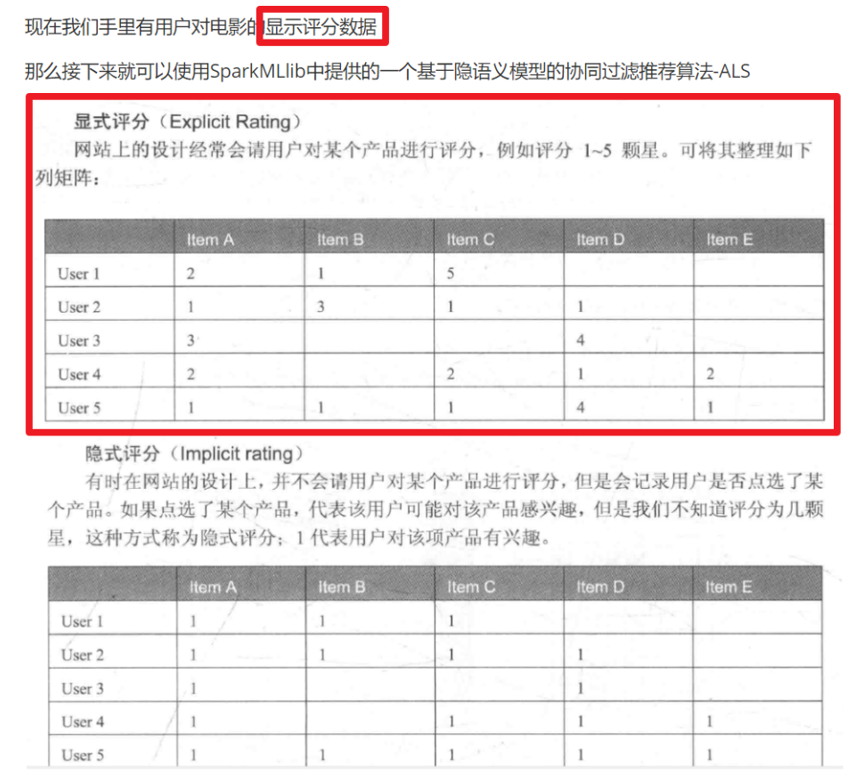 现在我们手里有用户对电影的显示评分数据
那么接下来就可以使用SparkMLlib中提供的一个基于隐语义模型的协同过滤推荐算法-ALS
显式评分（Explicit Rating）
网站上的设计经常会请用户对某个产品进行评分，例如评分 1~5 颗星。可将其整理如下
列矩阵：
Item A Item B Item C Item D Item E
User 1 2 1 5
User 2 1 3 1 1
User 3 3 4
User 4 2 2 1 2
User 5 1 1 1 4 1
隐式评分（Implicit rating）
有时在网站的设计上，并不会请用户对某个产品进行评分，但是会记录用户是否点选了某
个产品。如果点选了某个产品，代表该用户可能对该产品感兴趣，但是我们不知道评分为几颗
星，这种方式称为隐式评分；1 代表用户对该项产品有兴趣。
Item A Item B Item C Item D Item E
User 1 1 1 1
User 2 1 1 1 1
User 3 1 1
User 4 1 1 1 1
User 5 1 1 1 1 1